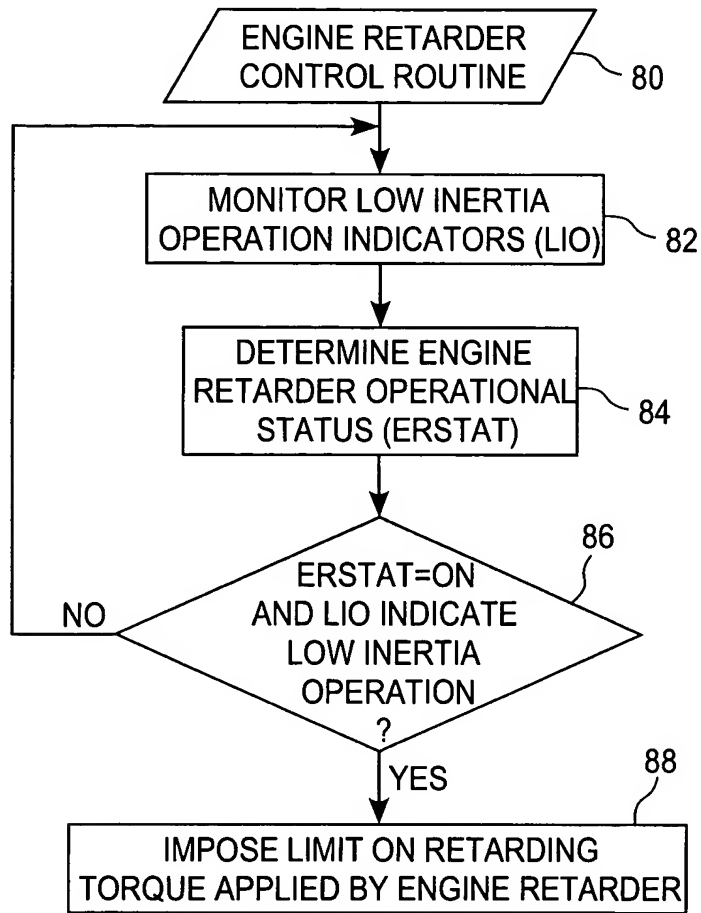 ENGINE RETARDER
CONTROL ROUTINE
80
MONITOR LOW INERTIA
OPERATION INDICATORS (LIO)
82
DETERMINE ENGINE
RETARDER OPERATIONAL
STATUS (ERSTAT)
84
86
ERSTAT=ON
AND LIO INDICATE
LOW INERTIA
OPERATION
?
NO
YES
88
IMPOSE LIMIT ON RETARDING
TORQUE APPLIED BY ENGINE RETARDER